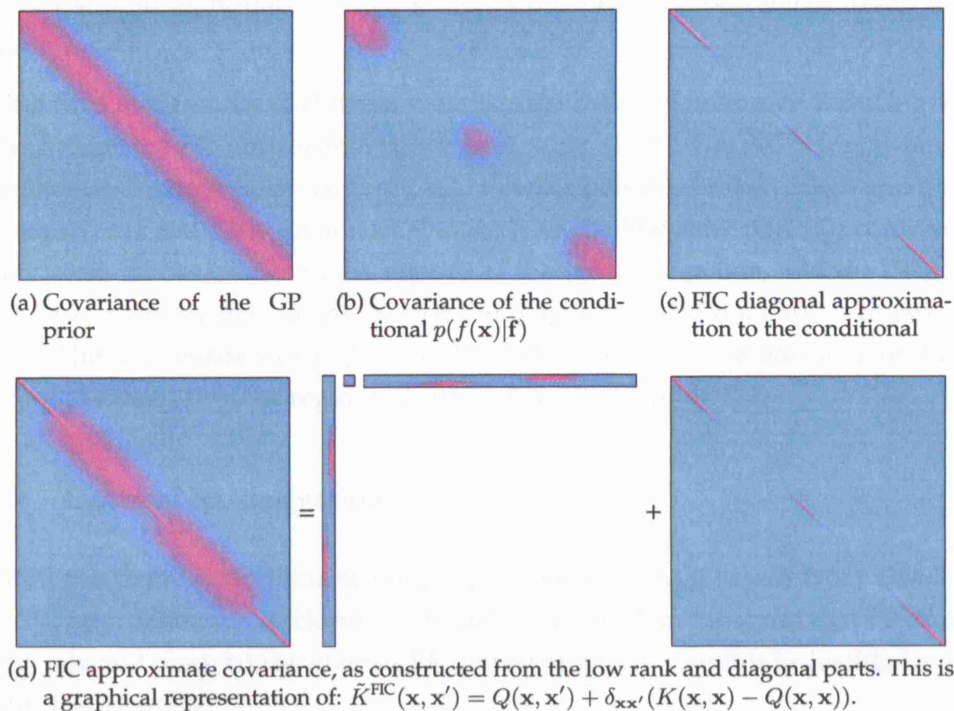 (a) Covariance of the GP
prior
(b) Covariance of the condi-
tional p(f(x)|f̄)
(c) FIC diagonal approxima-
tion to the conditional
=
+
(d) FIC approximate covariance, as constructed from the low rank and diagonal parts. This is
a graphical representation of: K̃^FIC(x, x′) = Q(x, x′) + δ_xx′(K(x, x) − Q(x, x)).